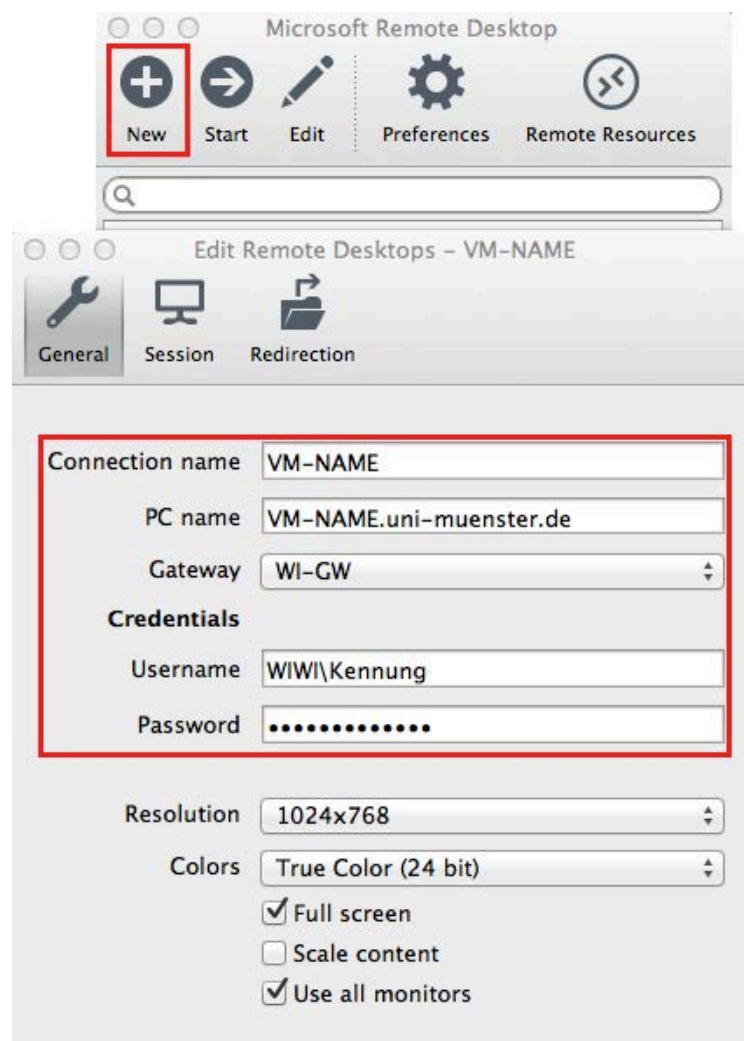 Microsoft Remote Desktop
New Start Edit Preferences Remote Resources
Edit Remote Desktops – VM-NAME
General Session Redirection
Connection name VM-NAME
PC name VM-NAME.uni-muenster.de
Gateway WI-GW
Credentials
Username WIWI\Kennung
Password •••••••••••••
Resolution 1024x768
Colors True Color (24 bit)
Full screen
Scale content
Use all monitors